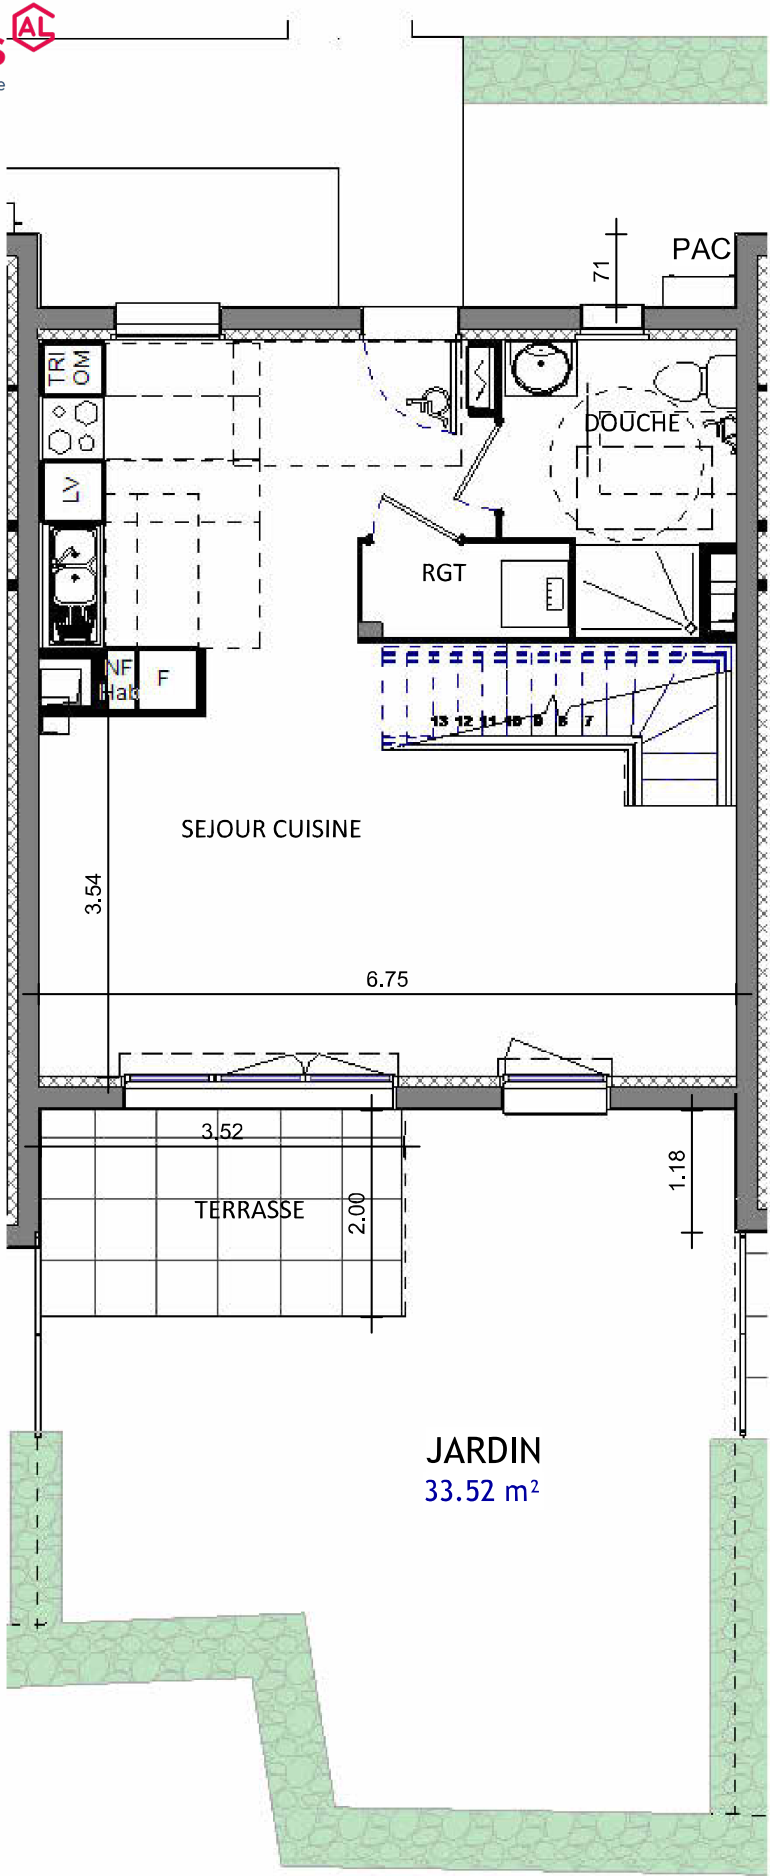 AL
s
e
PAC
71
TRI
OM
DOUCHE
LV
RGT
NF
Hab
F
13 12 11 10 9 8 7
SEJOUR CUISINE
3.54
6.75
3.52
1.18
2.00
TERRASSE
JARDIN
33.52 m²